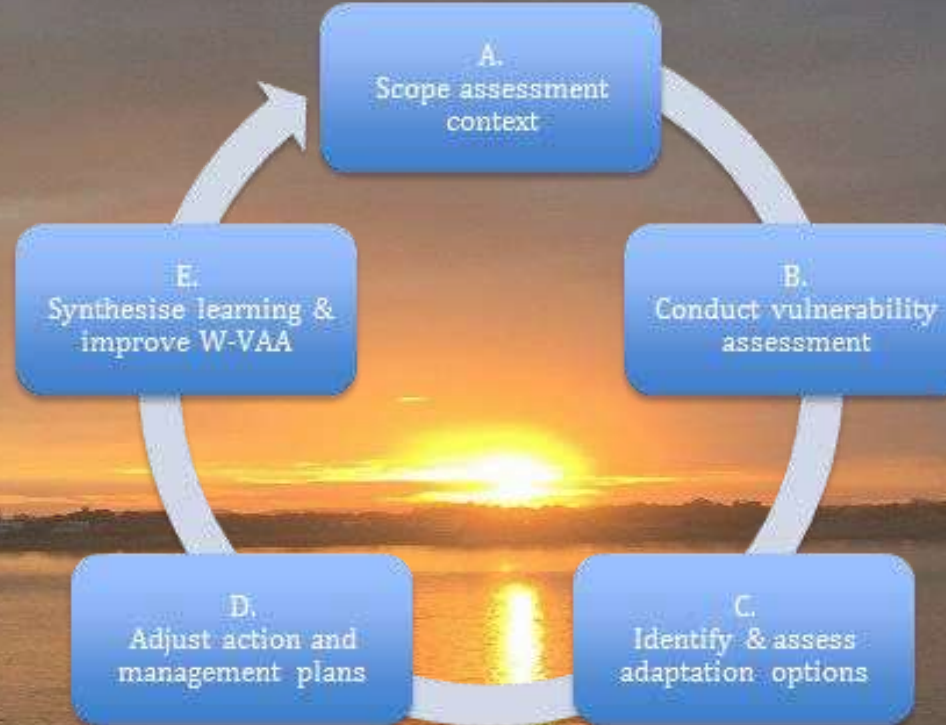 A.
Scope assessment
context
B.
Conduct vulnerability
assessment
C.
Identify & assess
adaptation options
D.
Adjust action and
management plans
E.
Synthesise learning &
improve W-VAA